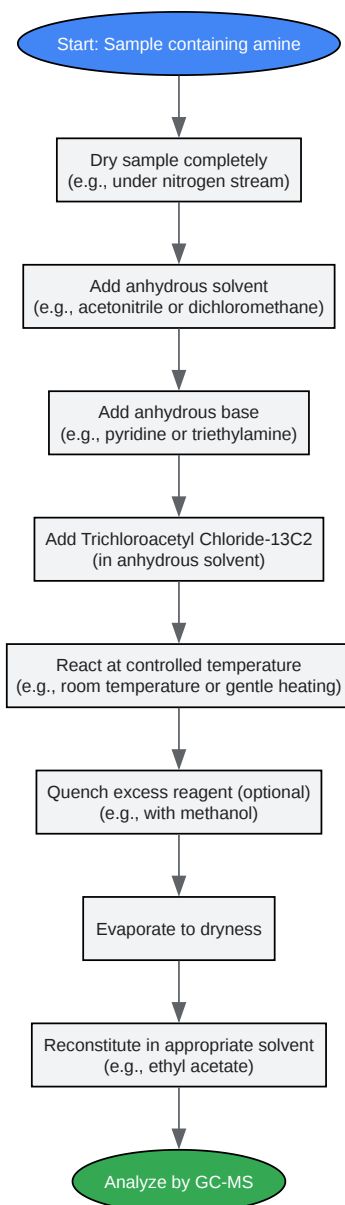 Start: Sample containing amine
Dry sample completely
(e.g., under nitrogen stream)
Add anhydrous solvent
(e.g., acetonitrile or dichloromethane)
Add anhydrous base
(e.g., pyridine or triethylamine)
Add Trichloroacetyl Chloride-13C2
(in anhydrous solvent)
React at controlled temperature
(e.g., room temperature or gentle heating)
Quench excess reagent (optional)
(e.g., with methanol)
Evaporate to dryness
Reconstitute in appropriate solvent
(e.g., ethyl acetate)
Analyze by GC-MS